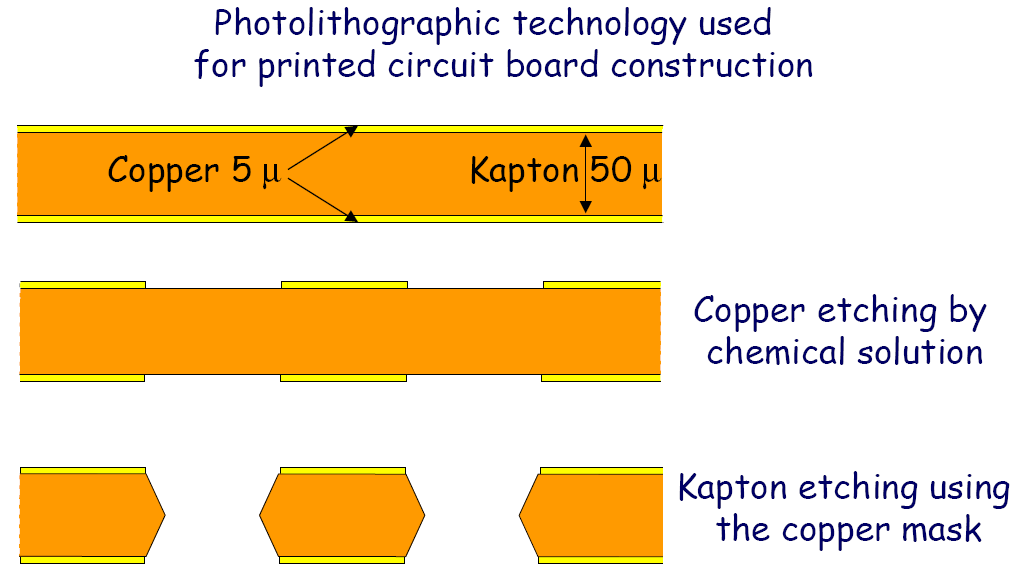 Photolithographic technology used
for printed circuit board construction
Copper 5 μ
Kapton 50 μ
Copper etching by
chemical solution
Kapton etching using
the copper mask